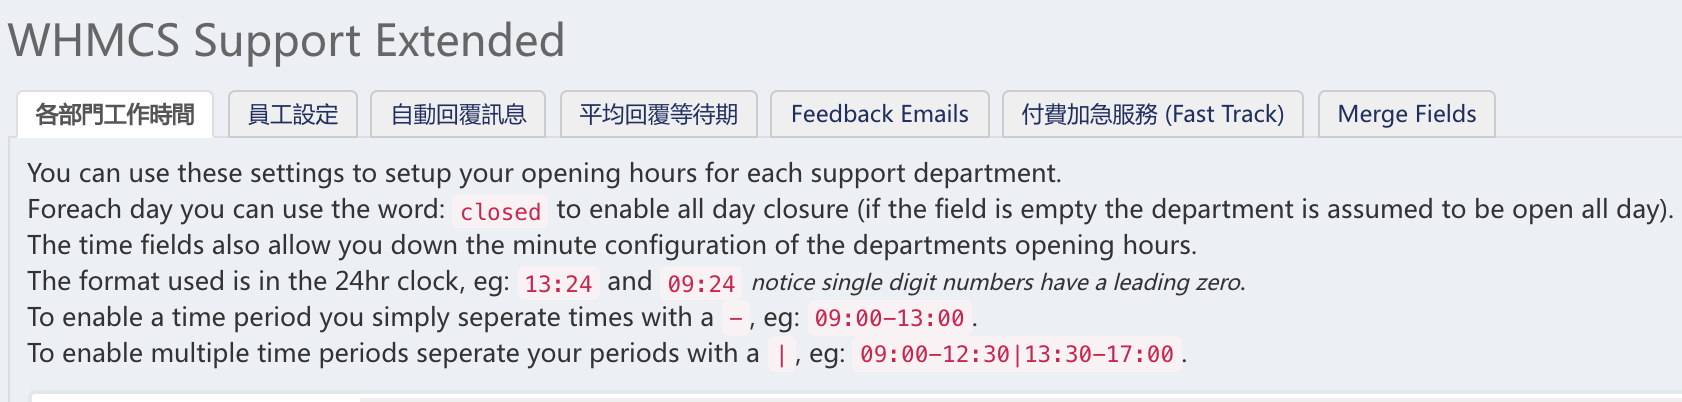 WHMCS Support Extended
各部門工作時間 員工設定 自動回覆訊息 平均回覆等待期 Feedback Emails 付費加急服務 (Fast Track) Merge Fields
You can use these settings to setup your opening hours for each support department.
Foreach day you can use the word: closed to enable all day closure (if the field is empty the department is assumed to be open all day).
The time fields also allow you down the minute configuration of the departments opening hours.
The format used is in the 24hr clock, eg: 13:24 and 09:24 notice single digit numbers have a leading zero.
To enable a time period you simply seperate times with a -, eg: 09:00-13:00.
To enable multiple time periods seperate your periods with a |, eg: 09:00-12:30|13:30-17:00.